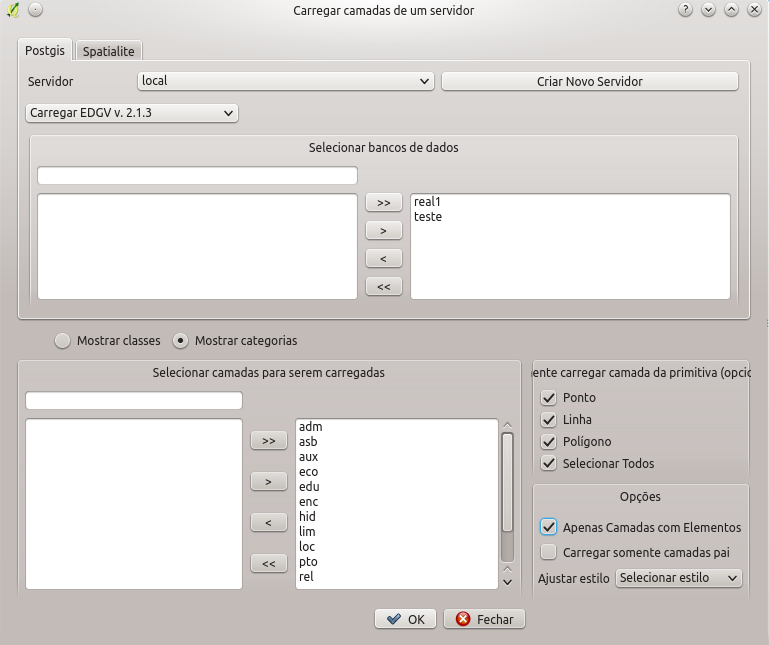 Carregar camadas de um servidor
Postgis
Spatialite
Servidor
local
Criar Novo Servidor
Carregar EDGV v. 2.1.3
Selecionar bancos de dados
>>
>
<
<<
real1
teste
Mostrar classes
Mostrar categorias
Selecionar camadas para serem carregadas
>>
>
<
<<
adm
asb
aux
eco
edu
enc
hid
lim
loc
pto
rel
ente carregar camada da primitiva (opcio
Ponto
Linha
Polígono
Selecionar Todos
Opções
Apenas Camadas com Elementos
Carregar somente camadas pai
Ajustar estilo
Selecionar estilo
OK
Fechar